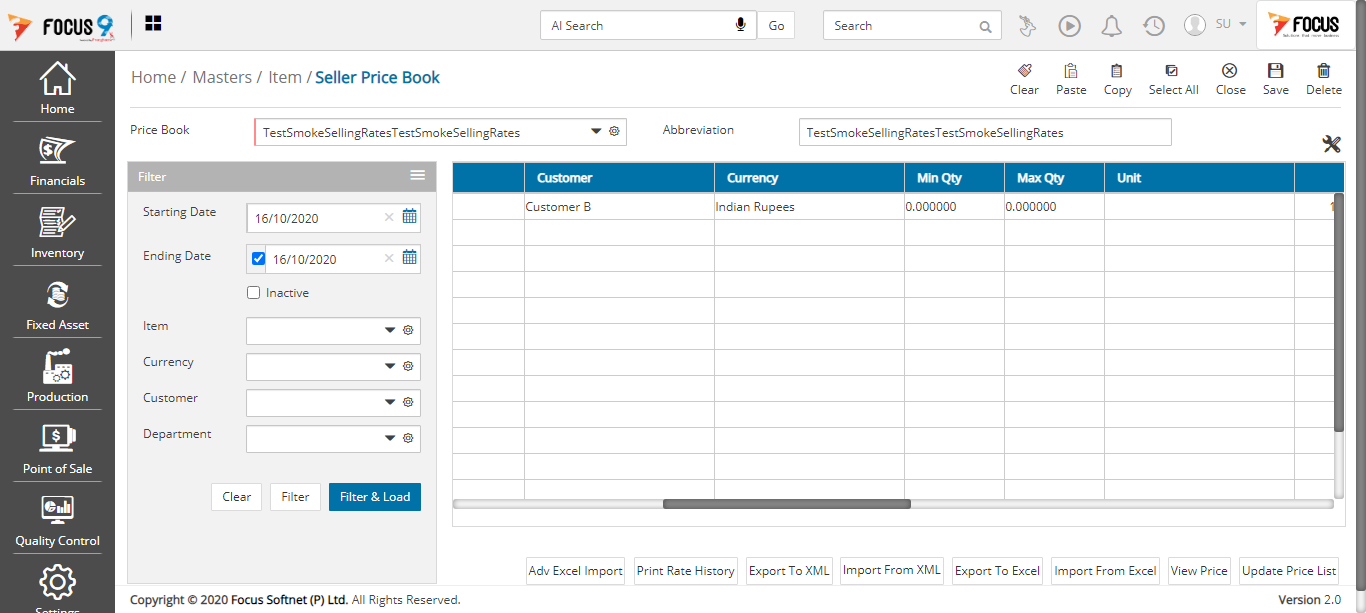 FOCUS 9
AI Search
Go
Search
SU
FOCUS
Home / Masters / Item / Seller Price Book
Clear
Paste
Copy
Select All
Close
Save
Delete
Home
Financials
Inventory
Fixed Asset
Production
Point of Sale
Quality Control
Settings
Price Book
TestSmokeSellingRatesTestSmokeSellingRates
Abbreviation
TestSmokeSellingRatesTestSmokeSellingRates
Filter
Starting Date
16/10/2020
Ending Date
16/10/2020
Inactive
Item
Currency
Customer
Department
Clear
Filter
Filter & Load
Customer Currency Min Qty Max Qty Unit
Customer B Indian Rupees 0.000000 0.000000 1
Adv Excel Import
Print Rate History
Export To XML
Import From XML
Export To Excel
Import From Excel
View Price
Update Price List
Copyright © 2020 Focus Softnet (P) Ltd. All Rights Reserved.
Version 2.0